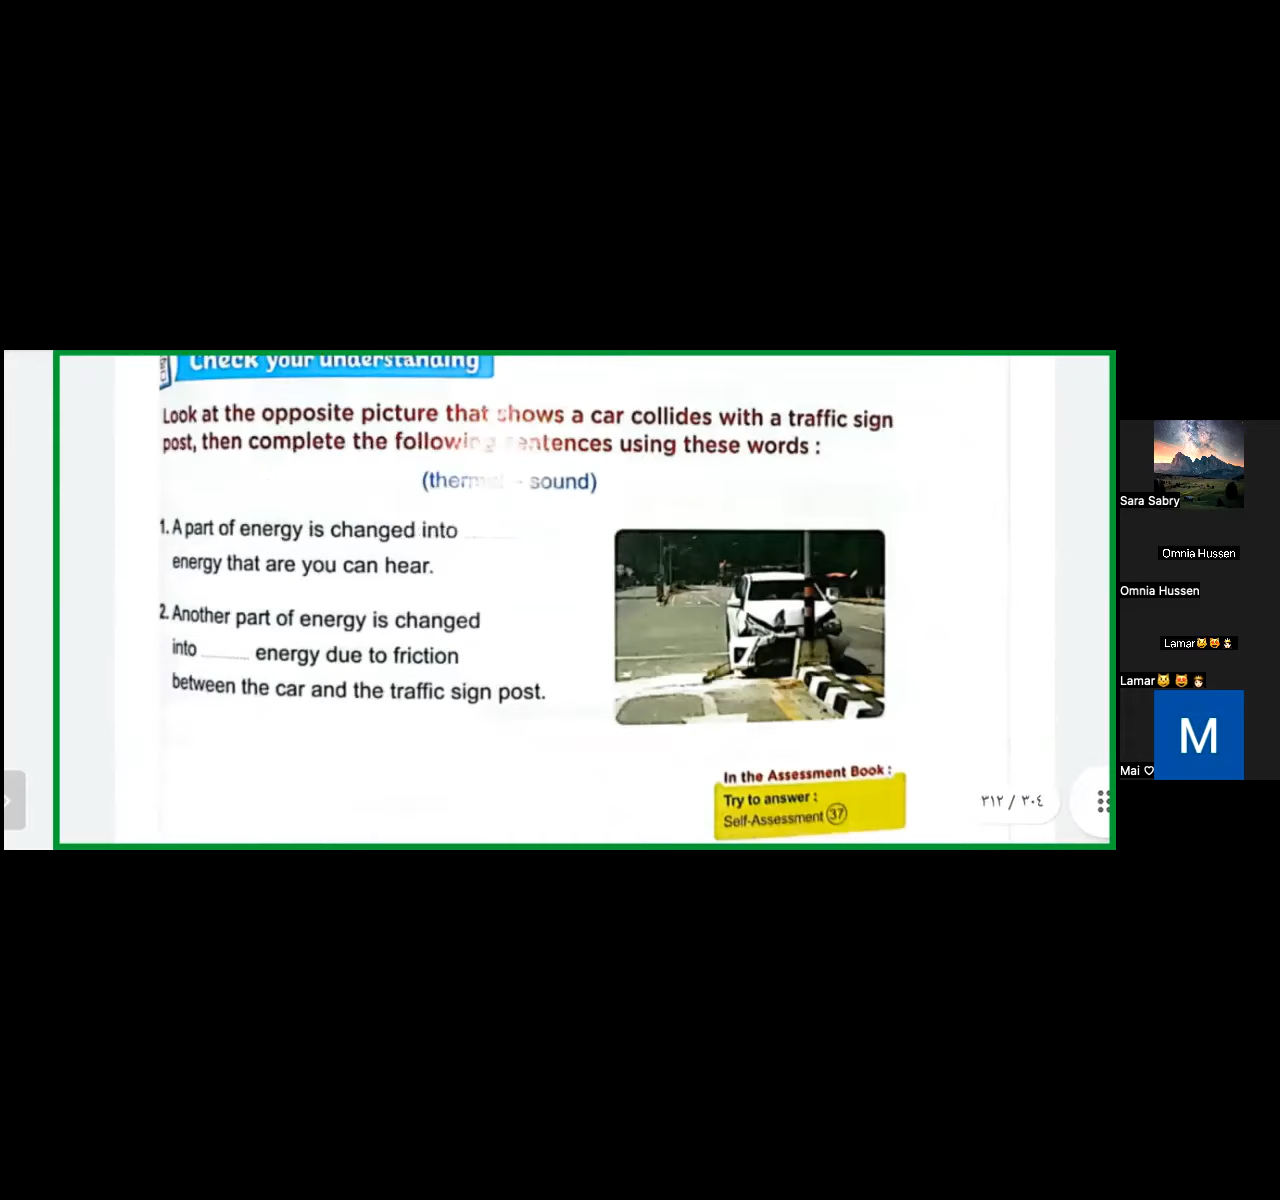 Check your understanding
Look at the opposite picture that shows a car collides with a traffic sign
post, then complete the following sentences using these words :
(thermal - sound)
1. A part of energy is changed into
energy that are you can hear.
2. Another part of energy is changed
into ........ energy due to friction
between the car and the traffic sign post.
In the Assessment Book :
Try to answer :
Self-Assessment 37
٣١٢ / ٣٠٤
Sara Sabry
Omnia Hussen
Omnia Hussen
Lamar😼😻👸🏻
Lamar😼 😻 👸🏻
M
Mai ♡